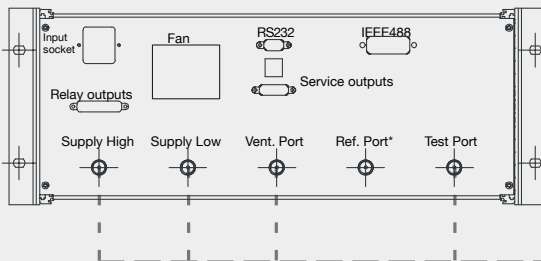 Input
socket
Fan
RS232
IEEE488
Relay outputs
Service outputs
Supply High
Supply Low
Vent. Port
Ref. Port*
Test Port